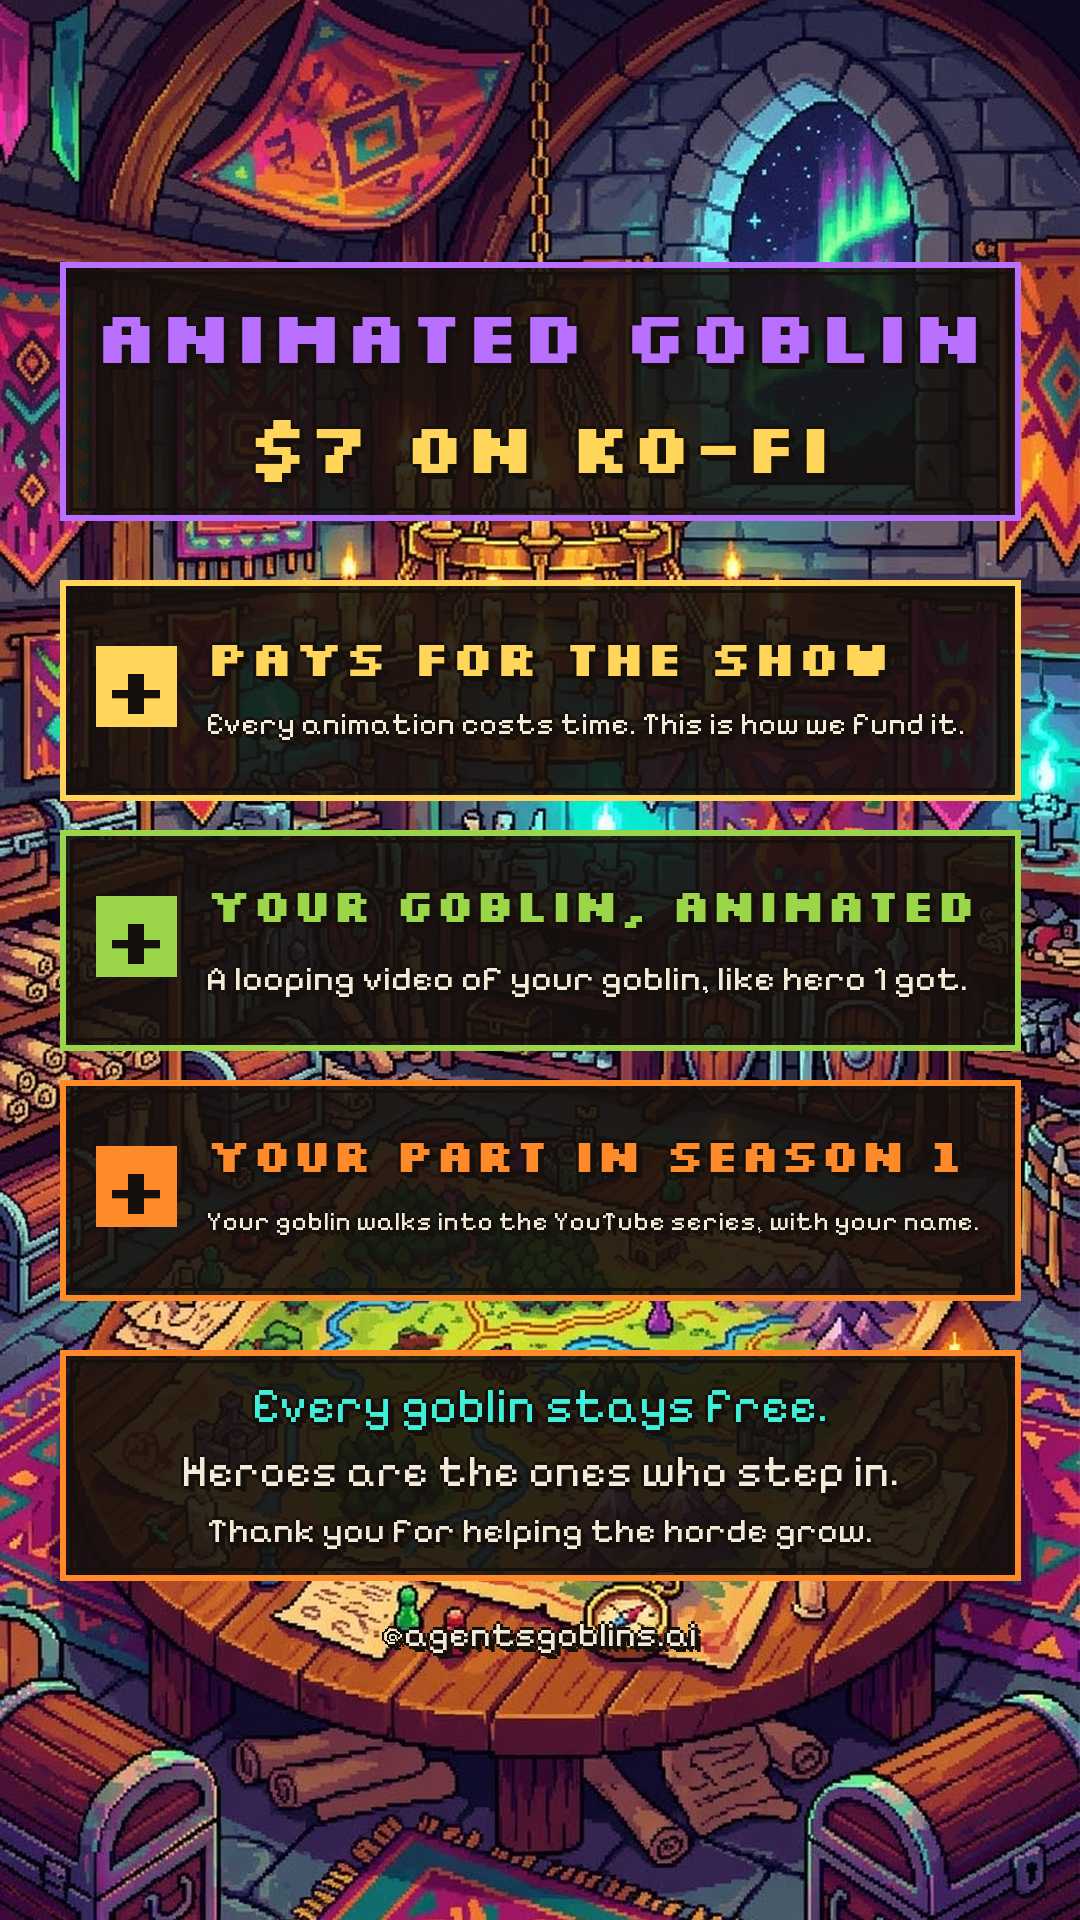 ANIMATED GOBLIN
$7 ON KO-FI
+
PAYS FOR THE SHOW
Every animation costs time. This is how we fund it.
+
YOUR GOBLIN, ANIMATED
A looping video of your goblin, like hero 1 got.
+
YOUR PART IN SEASON 1
Your goblin walks into the YouTube series, with your name.
Every goblin stays free.
Heroes are the ones who step in.
Thank you for helping the horde grow.
@agentsgoblins.ai